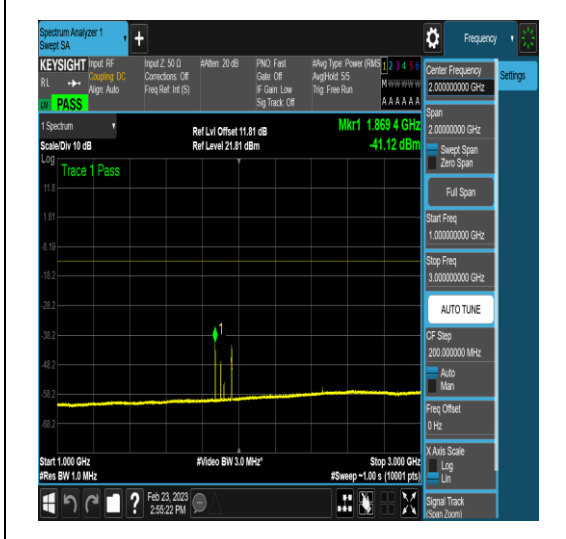 Spectrum Analyzer 1
Swept SA
Frequency
KEYSIGHT
RL
PASS
Input: RF
Coupling: DC
Align: Auto
Input Z: 50 Ω
Corrections: Off
Freq Ref: Int (S)
#Atten: 20 dB
PNO: Fast
Gate: Off
IF Gain: Low
Sig Track: Off
#Avg Type: Power (RMS
Avg|Hold: 5/5
Trig: Free Run
1 2 3 4 5 6
M W W W W W
A A A A A A
1 Spectrum
Scale/Div 10 dB
Log
Ref Lvl Offset 11.81 dB
Ref Level 21.81 dBm
Mkr1 1.869 4 GHz
-41.12 dBm
Trace 1 Pass
11.8
1.81
-8.19
-18.2
-28.2
-38.2
-48.2
-58.2
-68.2
1
Start 1.000 GHz
#Res BW 1.0 MHz
#Video BW 3.0 MHz*
Stop 3.000 GHz
#Sweep ~1.00 s (10001 pts)
Feb 23, 2023
2:55:22 PM
Center Frequency
2.000000000 GHz
Settings
Span
2.00000000 GHz
Swept Span
Zero Span
Full Span
Start Freq
1.000000000 GHz
Stop Freq
3.000000000 GHz
AUTO TUNE
CF Step
200.000000 MHz
Auto
Man
Freq Offset
0 Hz
X Axis Scale
Log
Lin
Signal Track
(Span Zoom)